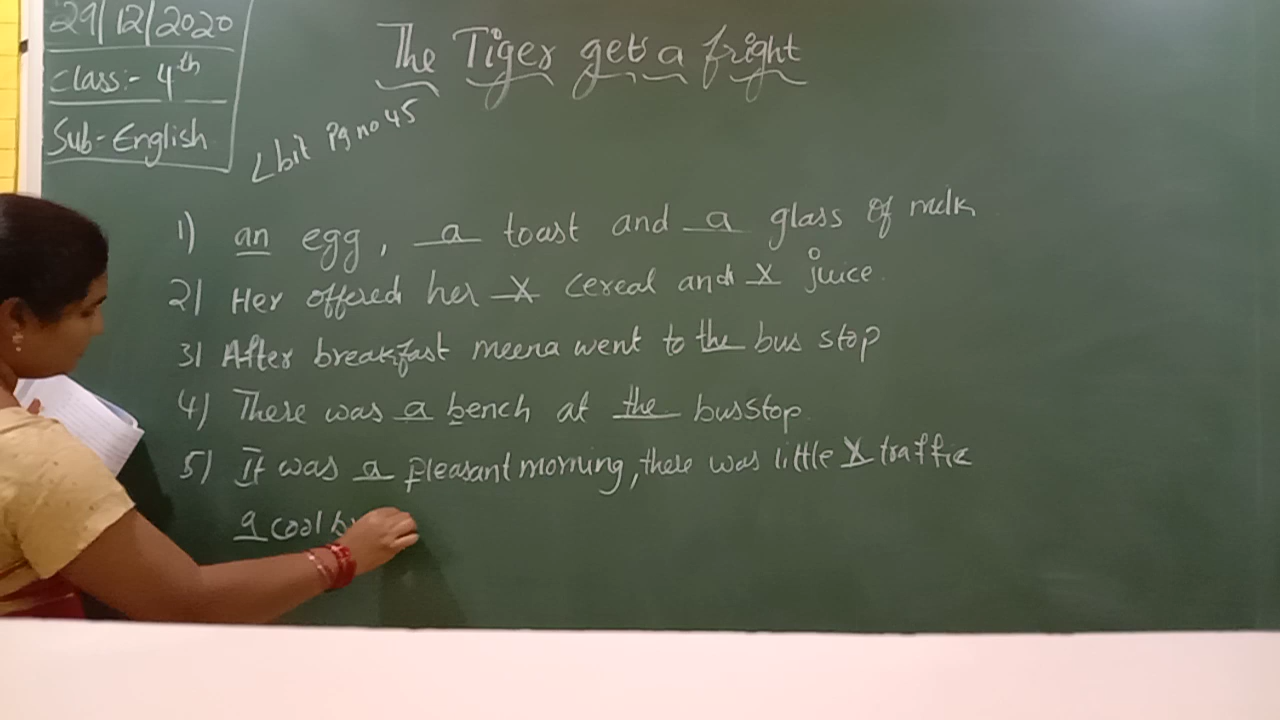 29/12/2020
Class:- 4th
Sub- English
The Tiger gets a fright
Lbit Pg no 45
1) an egg, a toast and a glass of milk
2) Her offered her X cereal and X juice.
3) After breakfast meena went to the bus stop
4) There was a bench at the busstop.
5) It was a pleasant morning, there was little X traffic
a cool